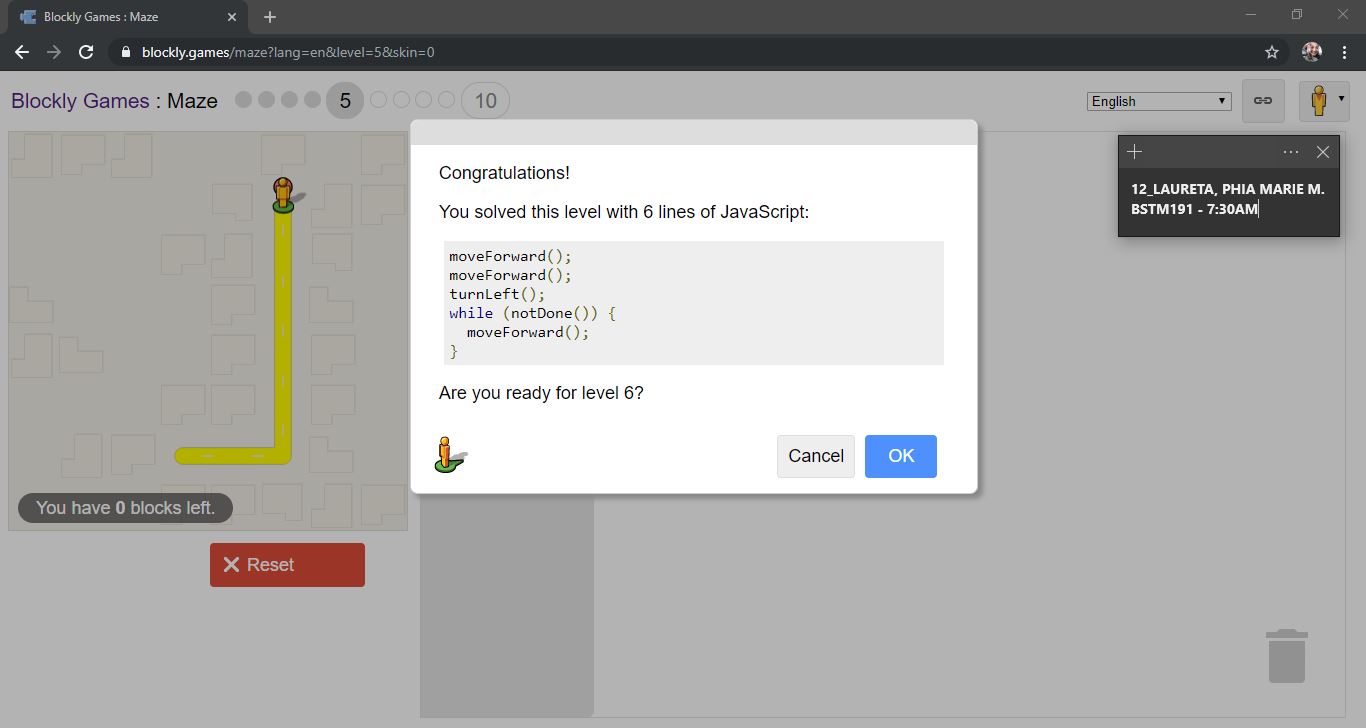 Blockly Games : Maze
blockly.games/maze?lang=en&level=5&skin=0
Blockly Games : Maze 5 10
English
12_LAURETA, PHIA MARIE M.
BSTM191 - 7:30AM
Congratulations!
You solved this level with 6 lines of JavaScript:
moveForward();
moveForward();
turnLeft();
while (notDone()) {
  moveForward();
}
Are you ready for level 6?
Cancel OK
You have 0 blocks left.
Reset